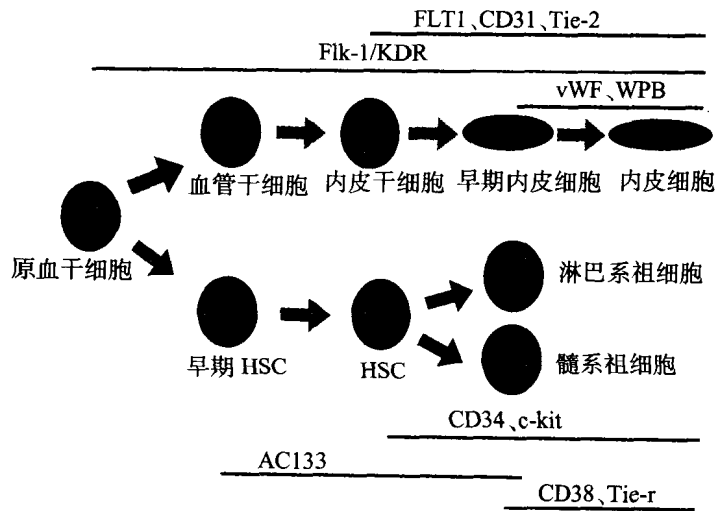 FLT1、CD31、Tie-2
Flk-1/KDR
vWF、WPB
血管干细胞 内皮干细胞 早期内皮细胞 内皮细胞
原血干细胞
淋巴系祖细胞
早期 HSC HSC 髓系祖细胞
CD34、c-kit
AC133
CD38、Tie-r